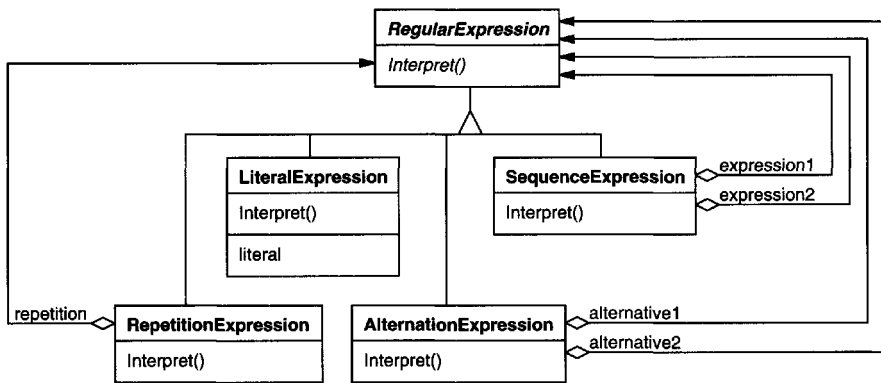 RegularExpression
Interpret()
LiteralExpression
Interpret()
literal
SequenceExpression
Interpret()
expression1
expression2
repetition
RepetitionExpression
Interpret()
AlternationExpression
Interpret()
alternative1
alternative2